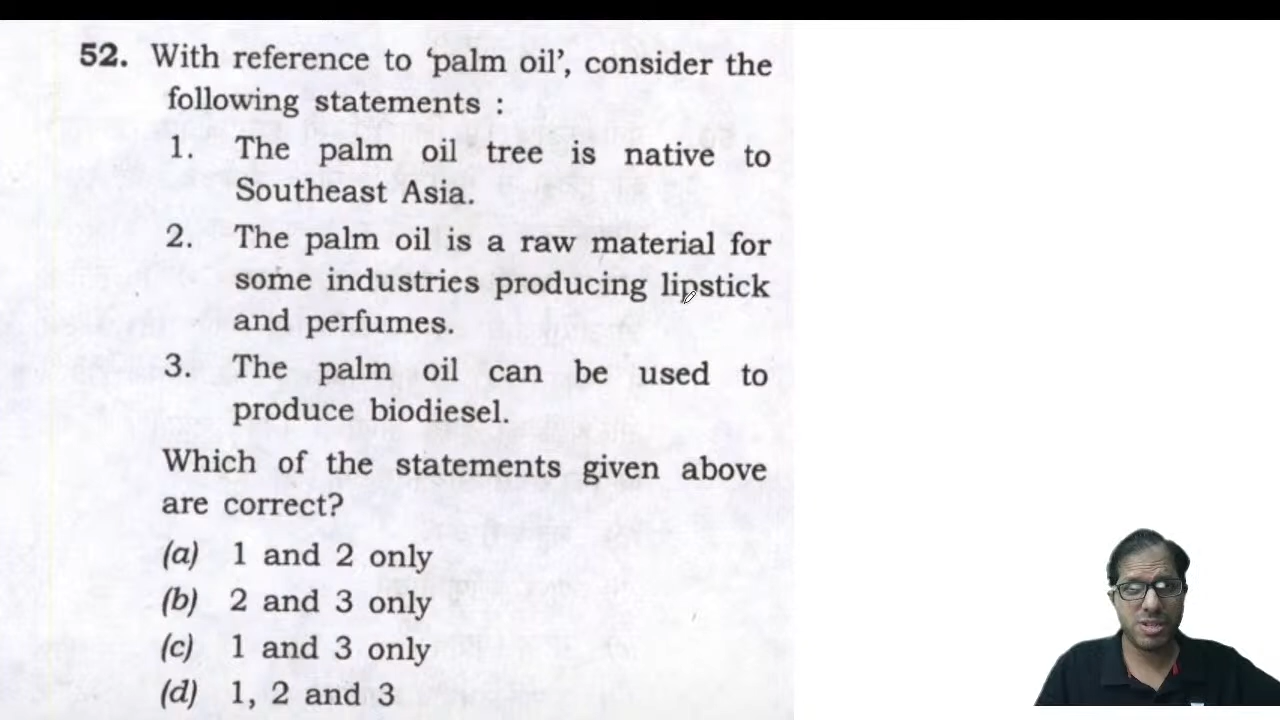 52. With reference to ‘palm oil’, consider the
following statements :
1. The palm oil tree is native to
Southeast Asia.
2. The palm oil is a raw material for
some industries producing lipstick
and perfumes.
3. The palm oil can be used to
produce biodiesel.
Which of the statements given above
are correct?
(a) 1 and 2 only
(b) 2 and 3 only
(c) 1 and 3 only
(d) 1, 2 and 3